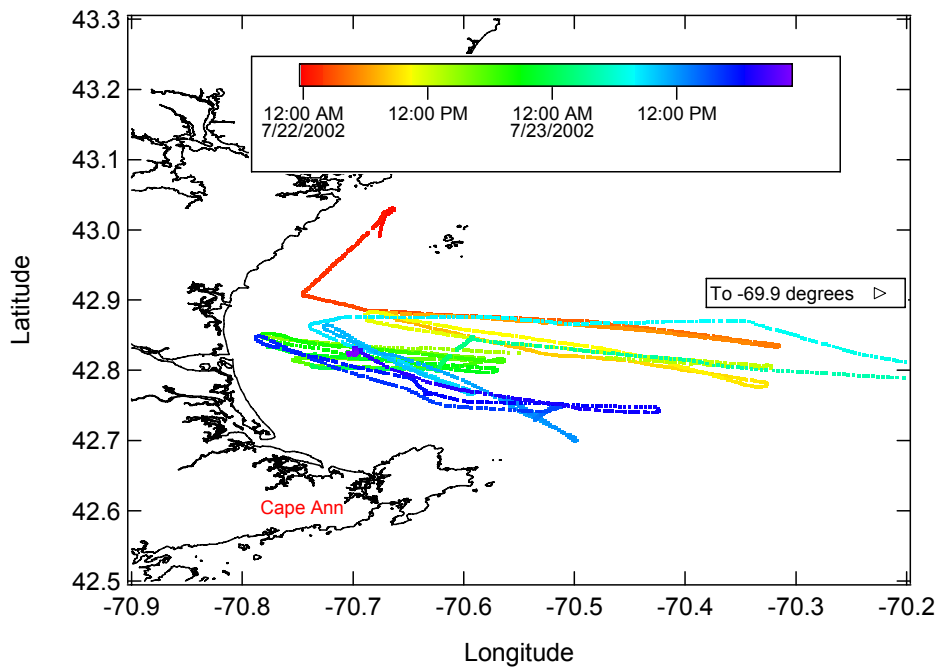 43.3
43.2
43.1
43.0
42.9
42.8
42.7
42.6
42.5
Latitude
12:00 AM 12:00 PM 12:00 AM 12:00 PM
7/22/2002 7/23/2002
To -69.9 degrees
Cape Ann
-70.9 -70.8 -70.7 -70.6 -70.5 -70.4 -70.3 -70.2
Longitude